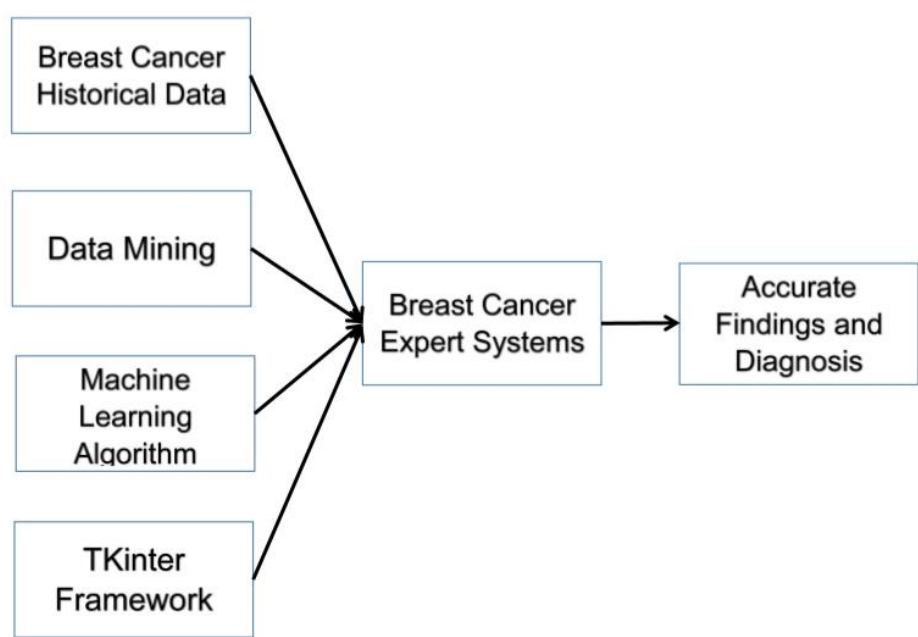 Breast Cancer
Historical Data
Data Mining
Machine
Learning
Algorithm
TKinter
Framework
Breast Cancer
Expert Systems
Accurate
Findings and
Diagnosis